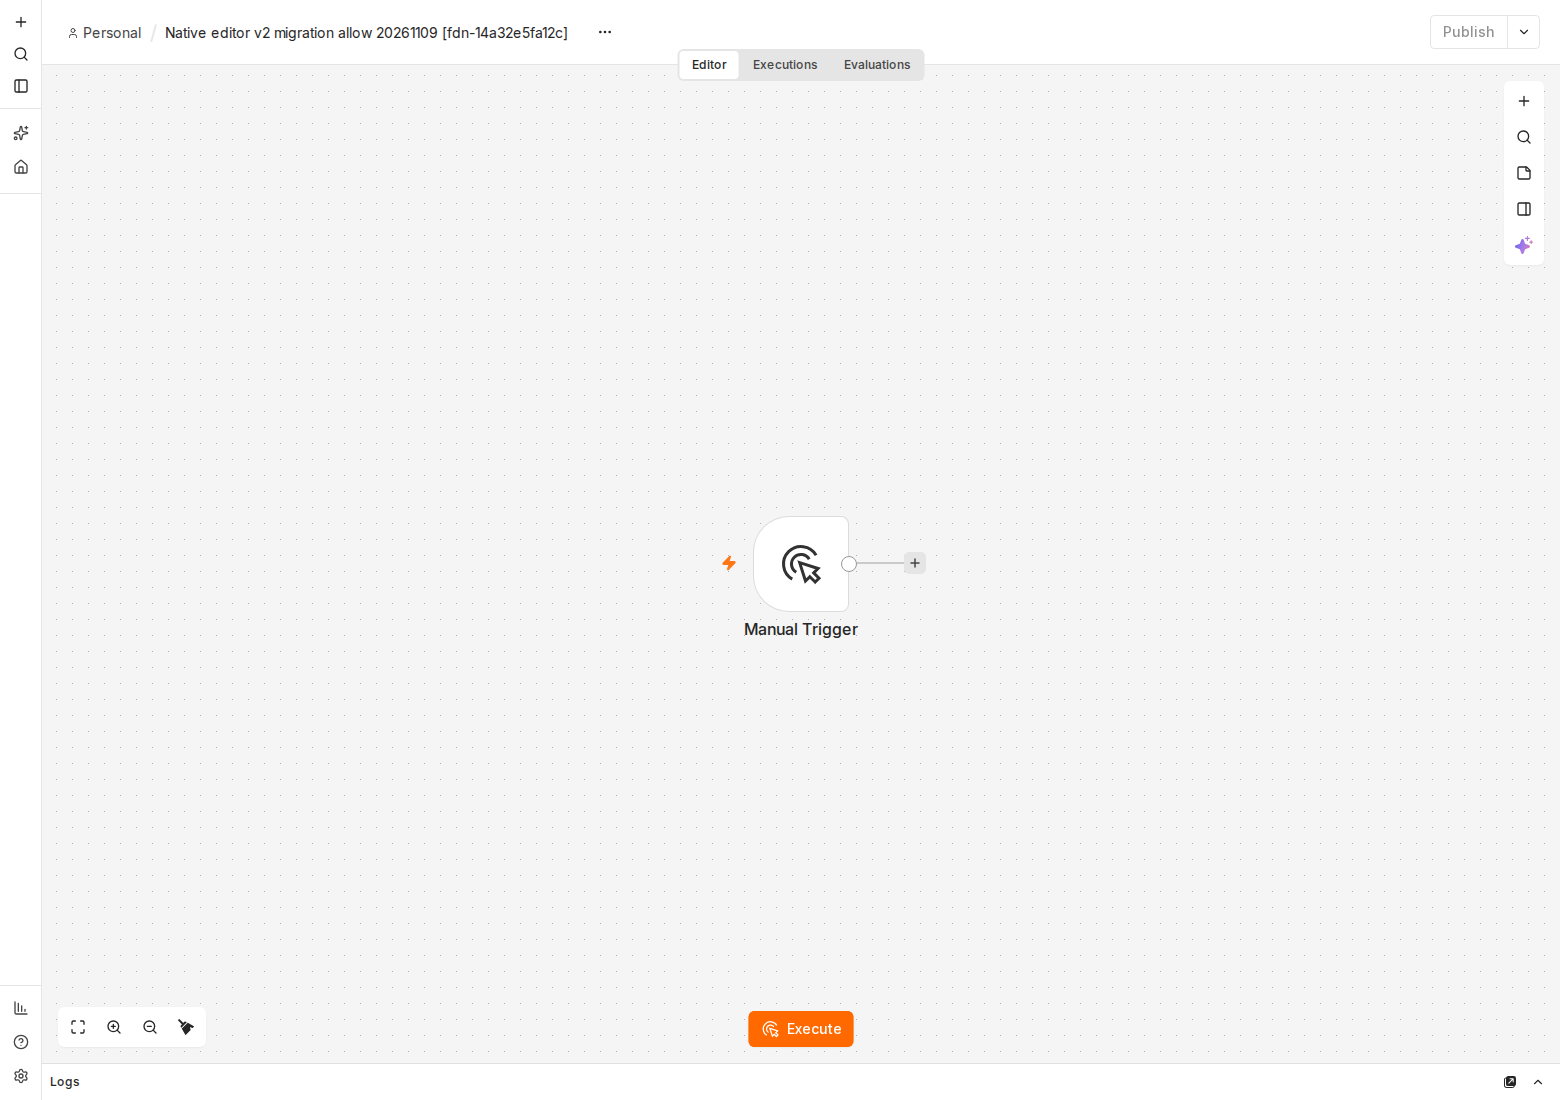 Personal / Native editor v2 migration allow 20261109 [fdn-14a32e5fa12c]
Publish
Editor
Executions
Evaluations
Manual Trigger
Execute
Logs